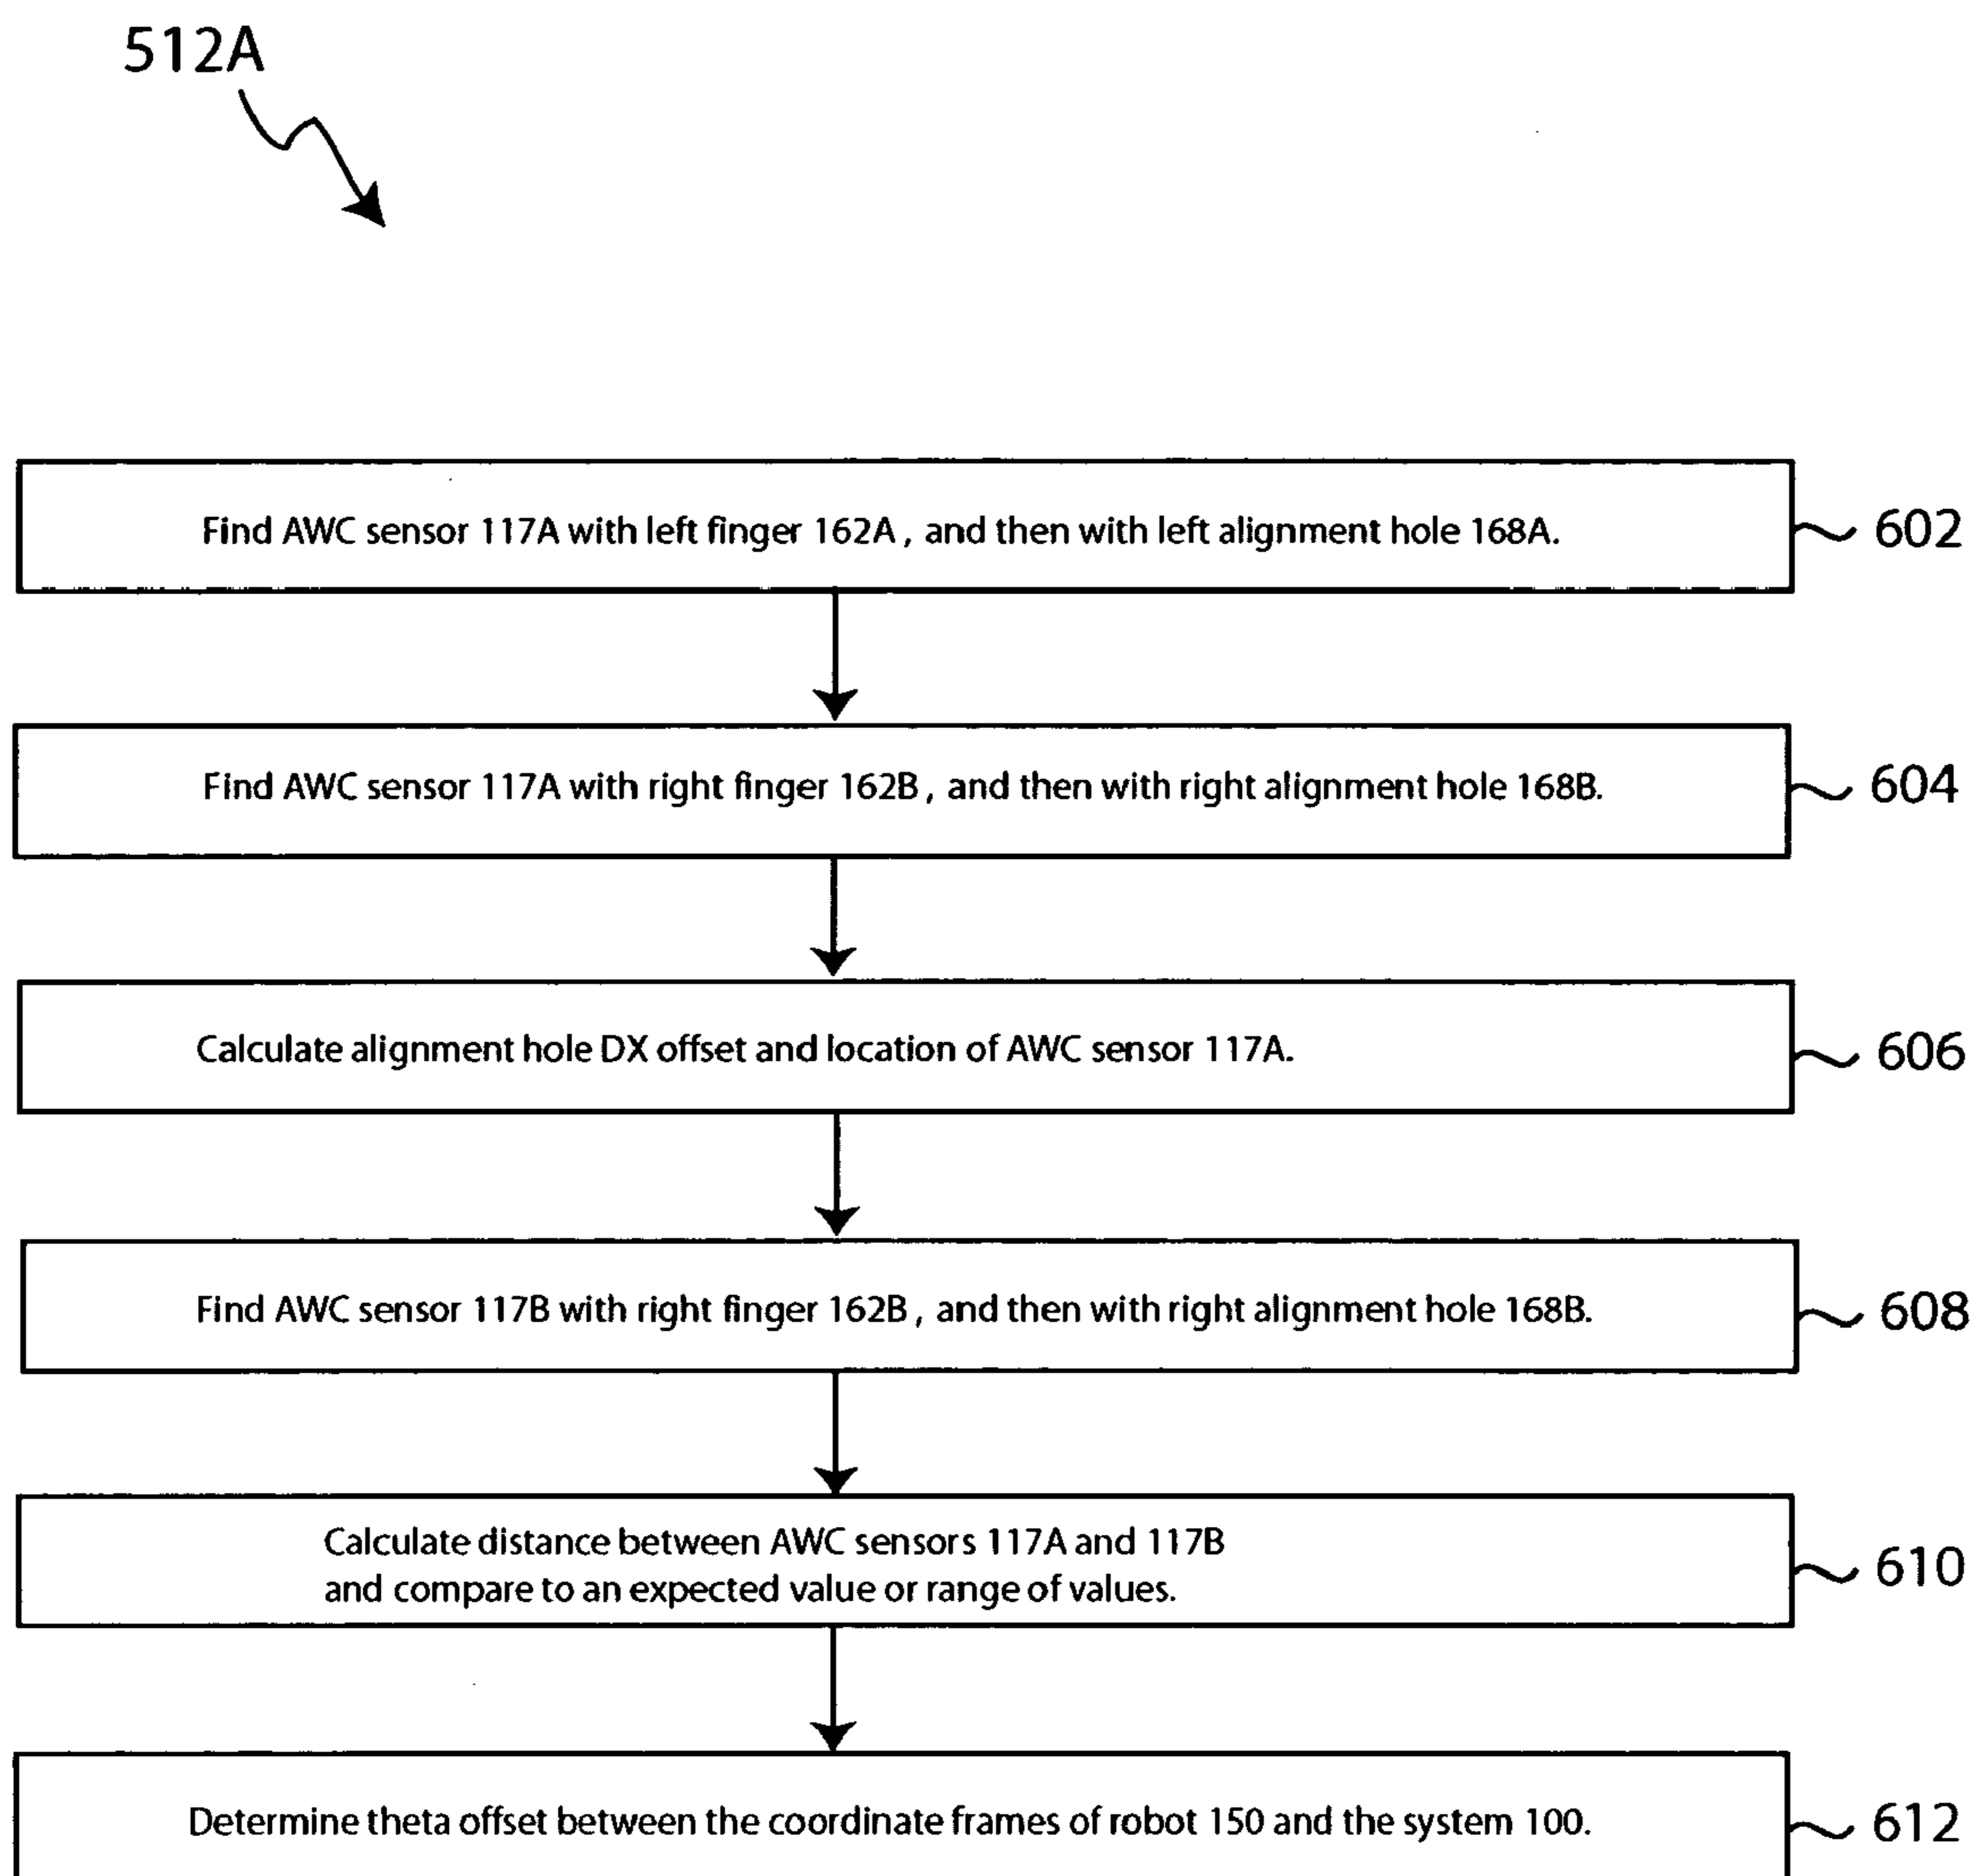 512A
Find AWC sensor 117A with left finger 162A, and then with left alignment hole 168A.
602
Find AWC sensor 117A with right finger 162B, and then with right alignment hole 168B.
604
Calculate alignment hole DX offset and location of AWC sensor 117A.
606
Find AWC sensor 117B with right finger 162B, and then with right alignment hole 168B.
608
Calculate distance between AWC sensors 117A and 117B
and compare to an expected value or range of values.
610
Determine theta offset between the coordinate frames of robot 150 and the system 100.
612